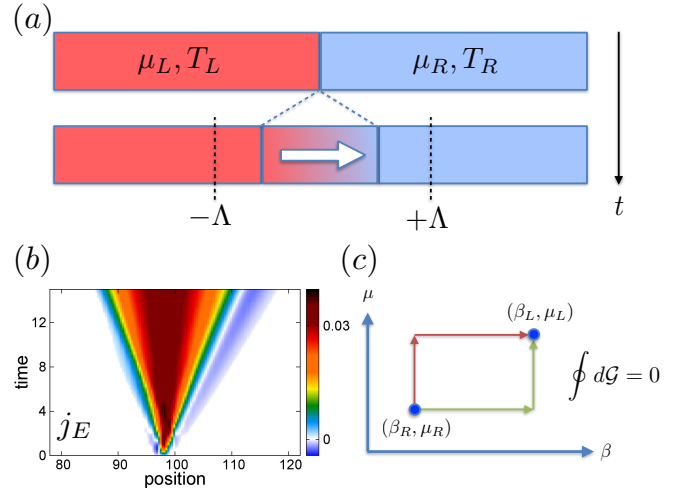 (a)
μ_L, T_L μ_R, T_R
−Λ +Λ t
(b) (c)
15
12
8
4
0
time
j_E
80 90 100 110 120
position
0.03
0
μ
(β_L, μ_L)
∮ d𝒢 = 0
(β_R, μ_R)
β